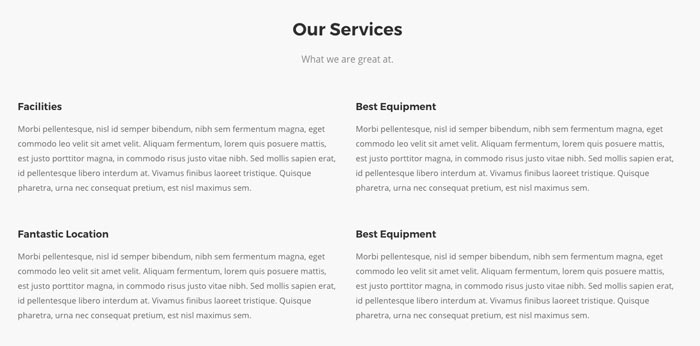 Our Services
What we are great at.
Facilities
Morbi pellentesque, nisl id semper bibendum, nibh sem fermentum magna, eget
commodo leo velit sit amet velit. Aliquam fermentum, lorem quis posuere mattis,
est justo porttitor magna, in commodo risus justo vitae nibh. Sed mollis sapien erat,
id pellentesque libero interdum at. Vivamus finibus laoreet tristique. Quisque
pharetra, urna nec consequat pretium, est nisl maximus sem.
Best Equipment
Morbi pellentesque, nisl id semper bibendum, nibh sem fermentum magna, eget
commodo leo velit sit amet velit. Aliquam fermentum, lorem quis posuere mattis,
est justo porttitor magna, in commodo risus justo vitae nibh. Sed mollis sapien erat,
id pellentesque libero interdum at. Vivamus finibus laoreet tristique. Quisque
pharetra, urna nec consequat pretium, est nisl maximus sem.
Fantastic Location
Morbi pellentesque, nisl id semper bibendum, nibh sem fermentum magna, eget
commodo leo velit sit amet velit. Aliquam fermentum, lorem quis posuere mattis,
est justo porttitor magna, in commodo risus justo vitae nibh. Sed mollis sapien erat,
id pellentesque libero interdum at. Vivamus finibus laoreet tristique. Quisque
pharetra, urna nec consequat pretium, est nisl maximus sem.
Best Equipment
Morbi pellentesque, nisl id semper bibendum, nibh sem fermentum magna, eget
commodo leo velit sit amet velit. Aliquam fermentum, lorem quis posuere mattis,
est justo porttitor magna, in commodo risus justo vitae nibh. Sed mollis sapien erat,
id pellentesque libero interdum at. Vivamus finibus laoreet tristique. Quisque
pharetra, urna nec consequat pretium, est nisl maximus sem.